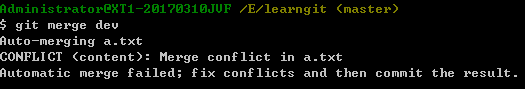 Administrator@XT1-20170310JVF /E/learngit (master)
$ git merge dev
Auto-merging a.txt
CONFLICT (content): Merge conflict in a.txt
Automatic merge failed; fix conflicts and then commit the result.